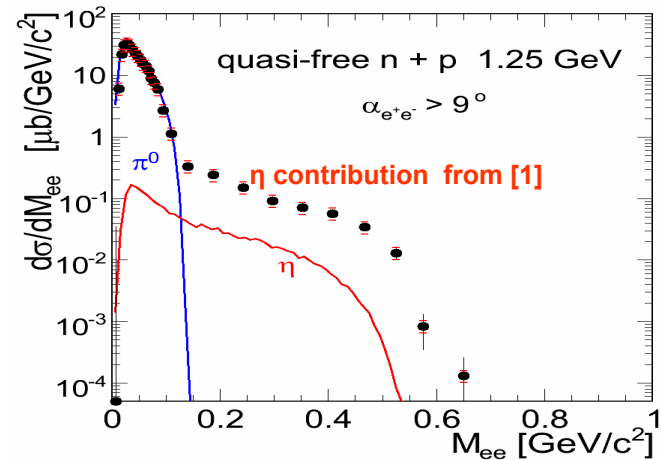 dσ/dM_ee [μb/GeV/c²]
10²
10
1
10⁻¹
10⁻²
10⁻³
10⁻⁴
quasi-free n + p 1.25 GeV
α_e⁺e⁻ > 9°
π⁰
η contribution from [1]
η
0 0.2 0.4 0.6 0.8 1
M_ee [GeV/c²]